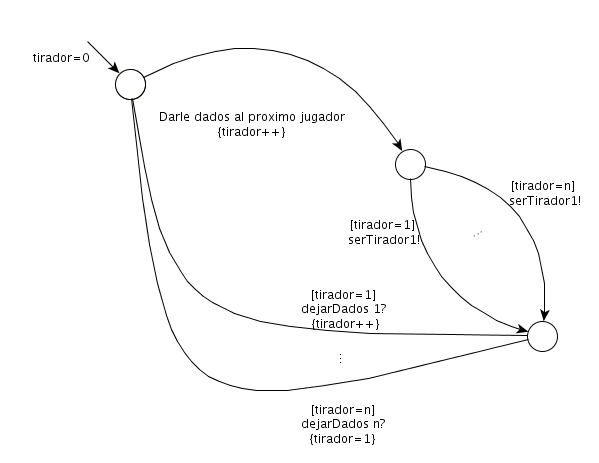 tirador=0
Darle dados al proximo jugador
{tirador++}
[tirador=n]
serTirador1!
[tirador=1]
serTirador1!
...
[tirador=1]
dejarDados 1?
{tirador++}
...
[tirador=n]
dejarDados n?
{tirador=1}